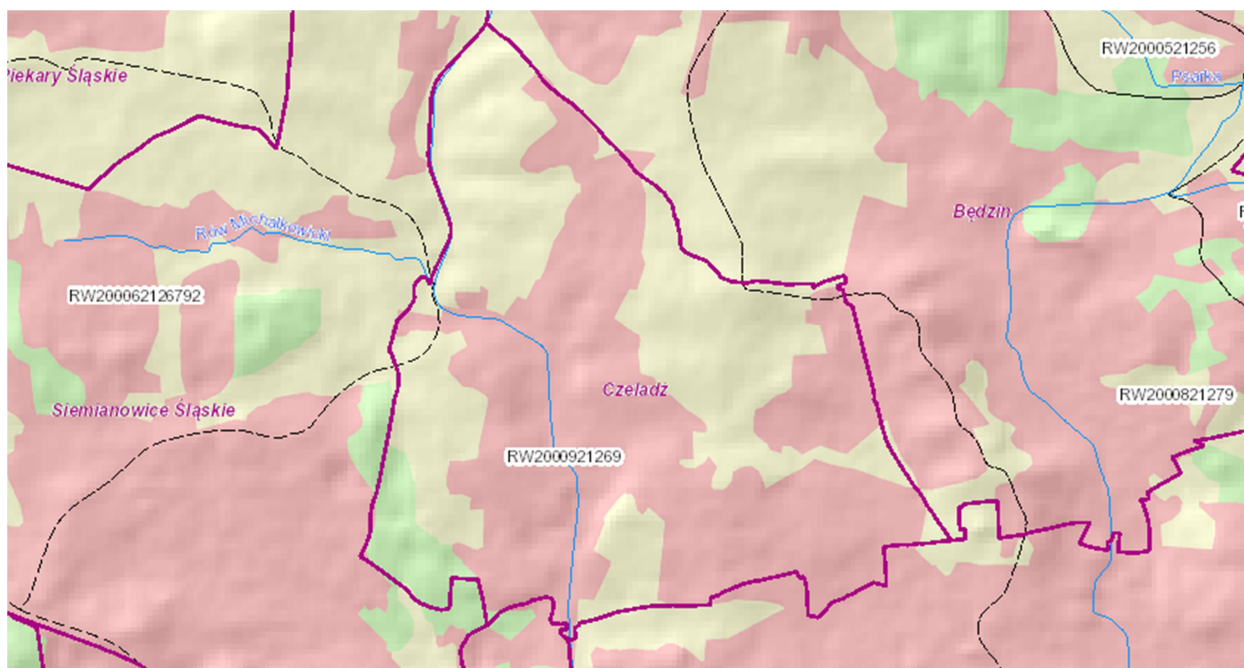 RW2000521256
Psarka
Piekary Śląskie
Będzin
Rów Michałkowicki
RW200062126792
Czeladź
RW2000821279
Siemianowice Śląskie
RW2000921269